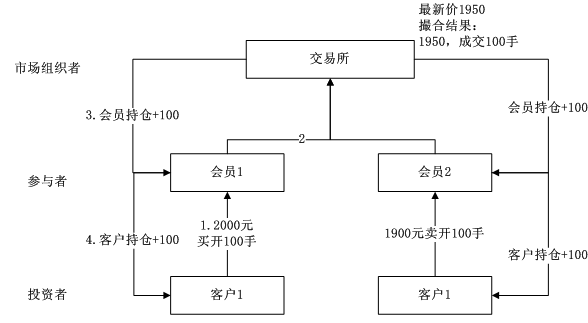 最新价1950
撮合结果:
1950，成交100手
交易所
市场组织者
3.会员持仓+100
会员持仓+100
2
会员1
会员2
参与者
1.2000元
买开100手
1900元卖开100手
4.客户持仓+100
客户持仓+100
客户1
客户1
投资者